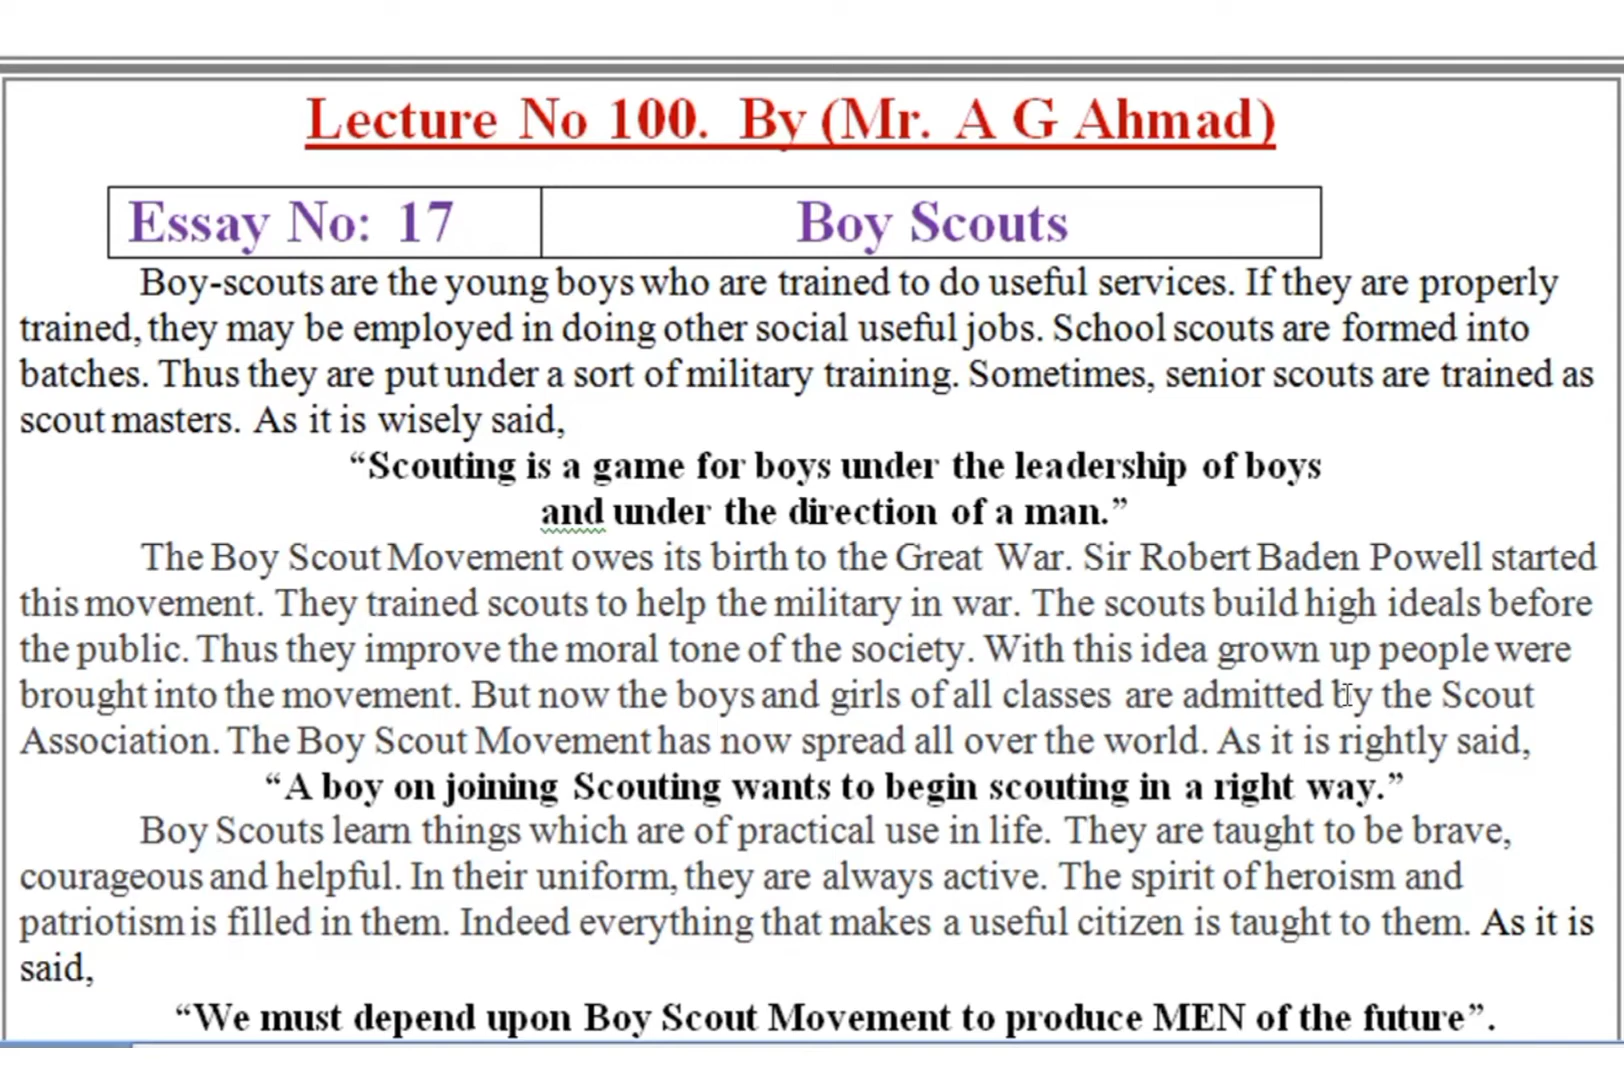 Lecture No 100. By (Mr. A G Ahmad)
Essay No: 17 Boy Scouts
Boy-scouts are the young boys who are trained to do useful services. If they are properly
trained, they may be employed in doing other social useful jobs. School scouts are formed into
batches. Thus they are put under a sort of military training. Sometimes, senior scouts are trained as
scout masters. As it is wisely said,
“Scouting is a game for boys under the leadership of boys
and under the direction of a man.”
The Boy Scout Movement owes its birth to the Great War. Sir Robert Baden Powell started
this movement. They trained scouts to help the military in war. The scouts build high ideals before
the public. Thus they improve the moral tone of the society. With this idea grown up people were
brought into the movement. But now the boys and girls of all classes are admitted by the Scout
Association. The Boy Scout Movement has now spread all over the world. As it is rightly said,
“A boy on joining Scouting wants to begin scouting in a right way.”
Boy Scouts learn things which are of practical use in life. They are taught to be brave,
courageous and helpful. In their uniform, they are always active. The spirit of heroism and
patriotism is filled in them. Indeed everything that makes a useful citizen is taught to them. As it is
said,
“We must depend upon Boy Scout Movement to produce MEN of the future”.